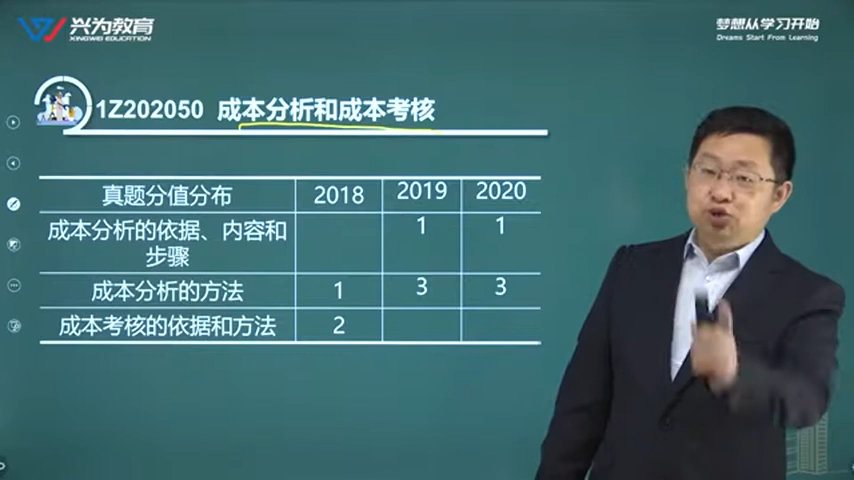 兴为教育
XINGWEI EDUCATION
梦想从学习开始
Dreams Start From Learning
1Z202050 成本分析和成本考核
真题分值分布 2018 2019 2020
成本分析的依据、内容和 1 1
步骤
成本分析的方法 1 3 3
成本考核的依据和方法 2